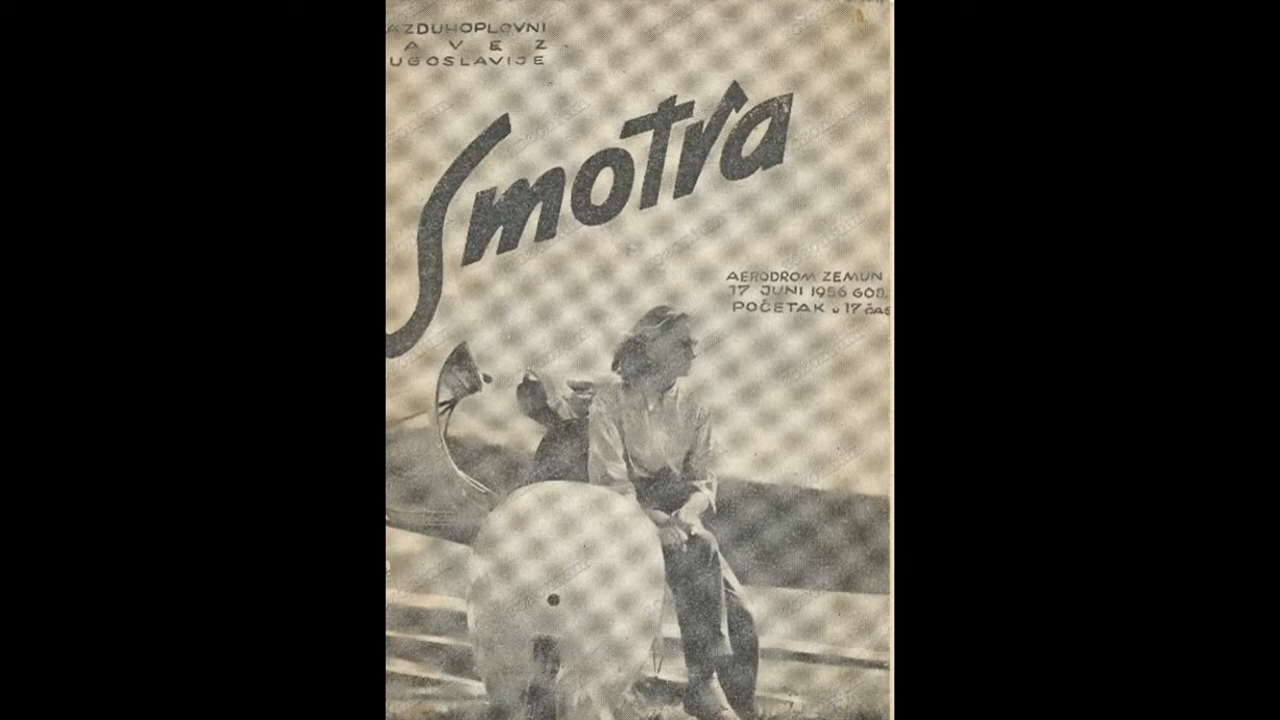 AZDUHOPLOVNI
AVEZ
UGOSLAVIJE
Smotra
AERODROM ZEMUN
17 JUNI 1956 GOD.
POČETAK u 17 ČAS